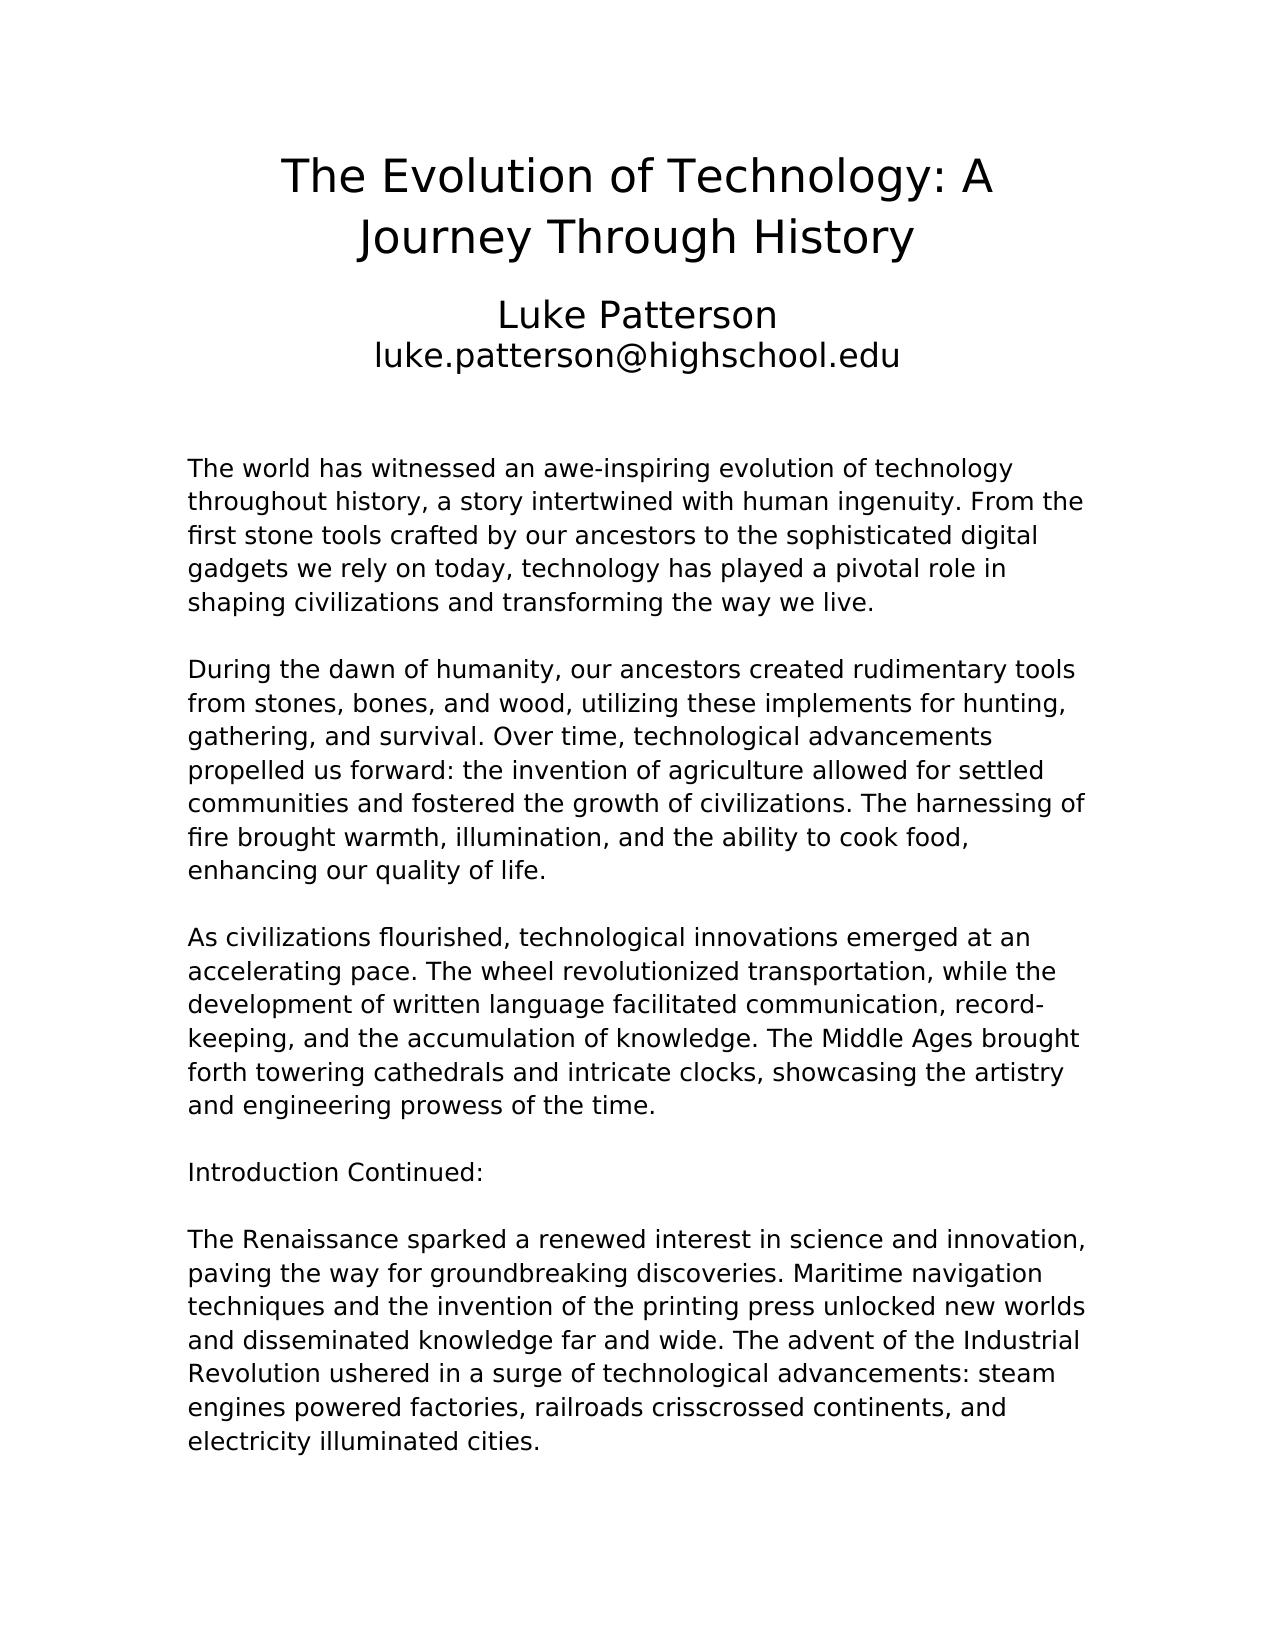 The Evolution of Technology: A
Journey Through History
Luke Patterson
luke.patterson@highschool.edu
The world has witnessed an awe-inspiring evolution of technology
throughout history, a story intertwined with human ingenuity. From the
first stone tools crafted by our ancestors to the sophisticated digital
gadgets we rely on today, technology has played a pivotal role in
shaping civilizations and transforming the way we live.
During the dawn of humanity, our ancestors created rudimentary tools
from stones, bones, and wood, utilizing these implements for hunting,
gathering, and survival. Over time, technological advancements
propelled us forward: the invention of agriculture allowed for settled
communities and fostered the growth of civilizations. The harnessing of
fire brought warmth, illumination, and the ability to cook food,
enhancing our quality of life.
As civilizations flourished, technological innovations emerged at an
accelerating pace. The wheel revolutionized transportation, while the
development of written language facilitated communication, record-
keeping, and the accumulation of knowledge. The Middle Ages brought
forth towering cathedrals and intricate clocks, showcasing the artistry
and engineering prowess of the time.
Introduction Continued:
The Renaissance sparked a renewed interest in science and innovation,
paving the way for groundbreaking discoveries. Maritime navigation
techniques and the invention of the printing press unlocked new worlds
and disseminated knowledge far and wide. The advent of the Industrial
Revolution ushered in a surge of technological advancements: steam
engines powered factories, railroads crisscrossed continents, and
electricity illuminated cities.